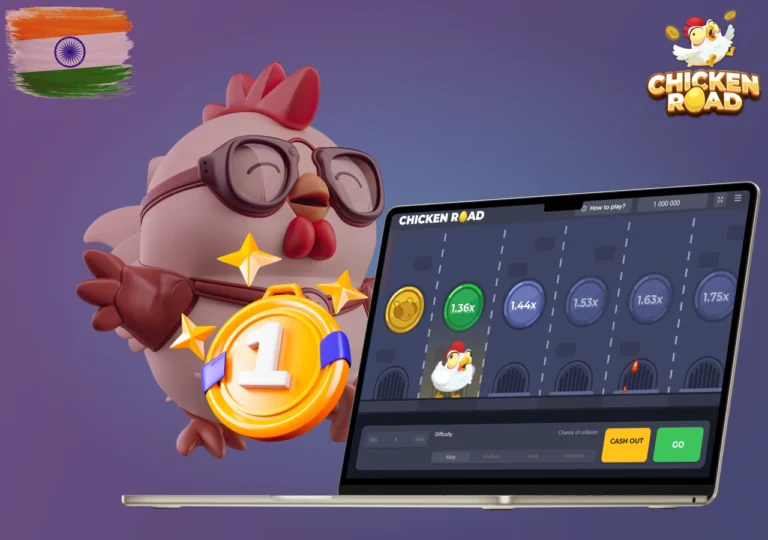 CHICKEN
ROAD
CHICKEN ROAD
How to play?
1 000 000
1.36x
1.44x
1.53x
1.63x
1.75x
1
Difficulty
Chance of collision
Easy
Medium
Hard
Hardcore
CASH OUT
GO